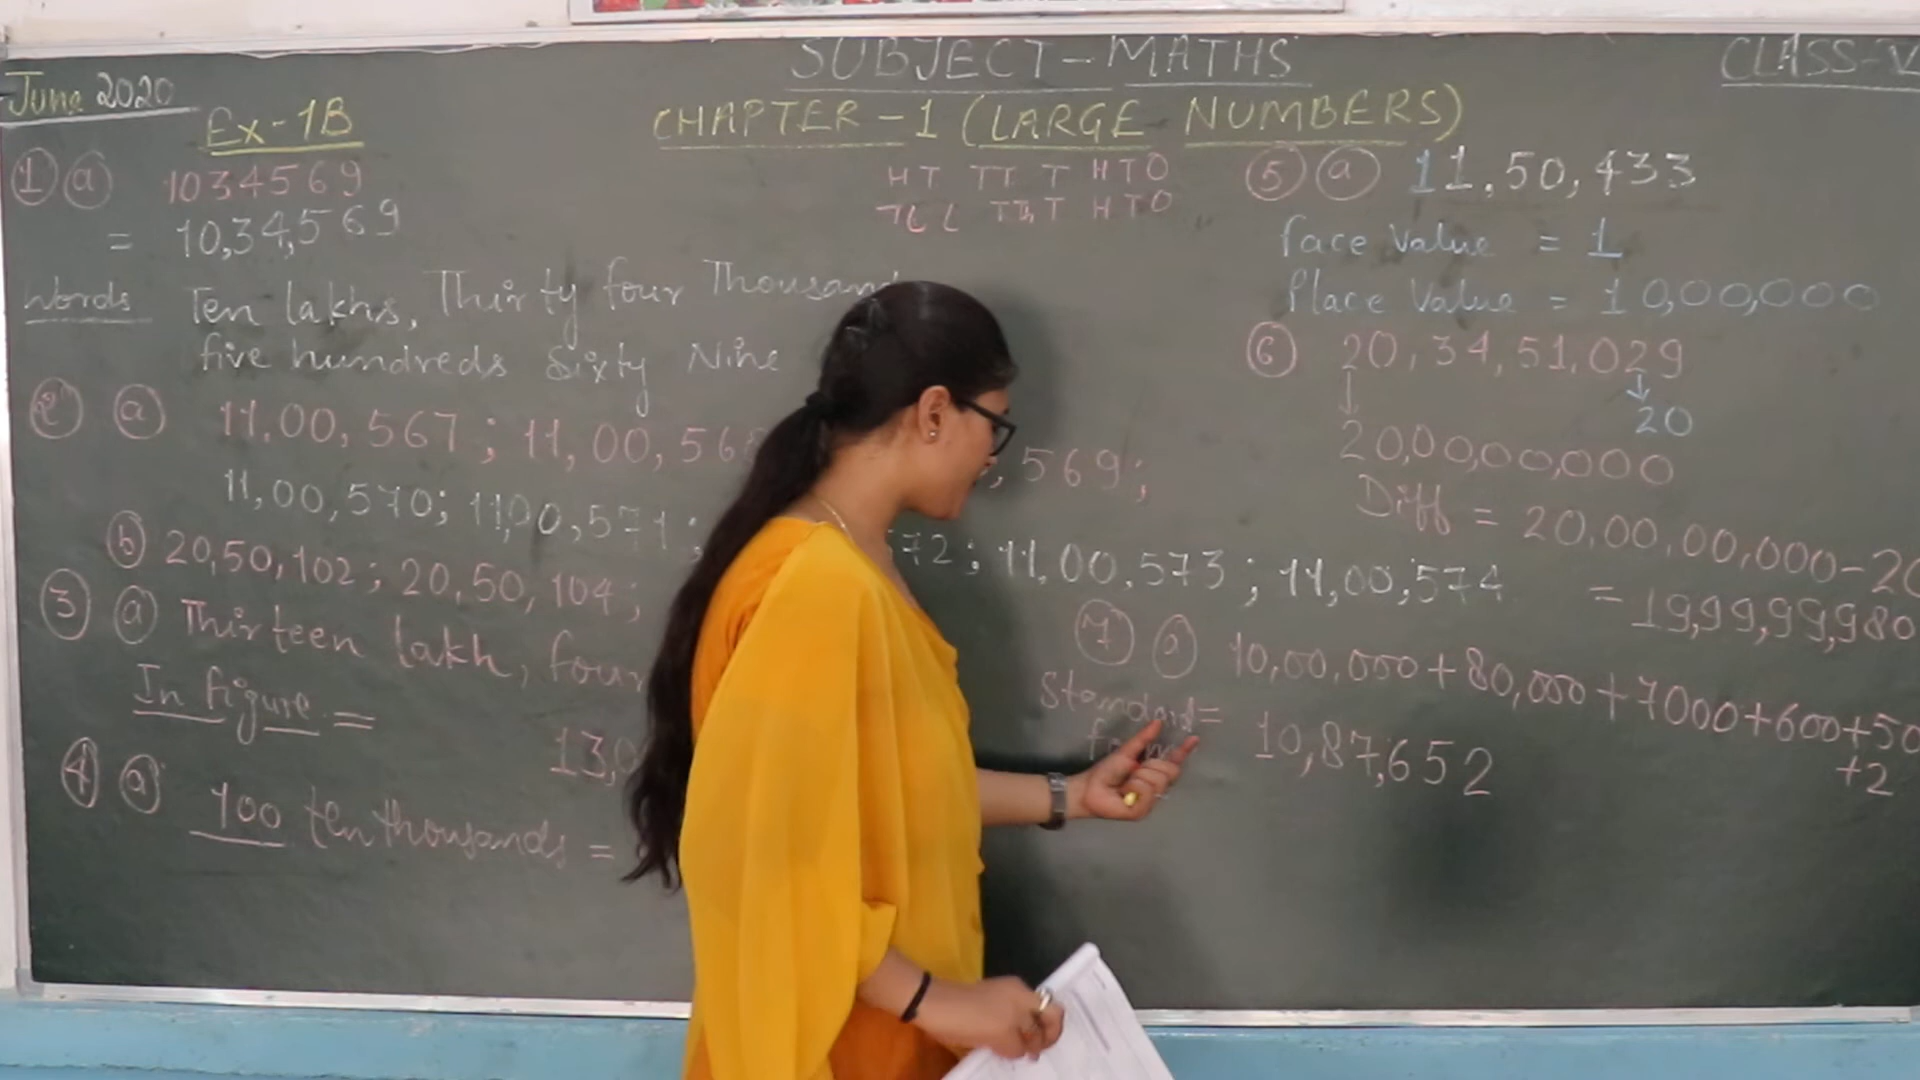 SUBJECT-MATHS
CLASS-V
June 2020
Ex-1B
CHAPTER-1 (LARGE NUMBERS)
1 a 1034569
= 10,34,569
Words Ten lakhs, Thirty four Thousand
five hundreds Sixty Nine
2 a 11,00,567; 11,00,568 ,569;
11,00,570; 11,00,571; 72; 11,00,573; 11,00,574
b 20,50,102; 20,50,104;
3 a Thirteen lakh, four
In figure = 13,0
4 a 100 ten thousands =
HT TT T H T O
TL L TTh T H T O
5 a 11,50,433
face Value = 1
Place Value = 10,00,000
6 20,34,51,029
20
20,00,00,000
Diff = 20,00,00,000-20
= 19,99,99,980
7 a 10,00,000+80,000+7000+600+50
+2
Standard form = 10,87,652